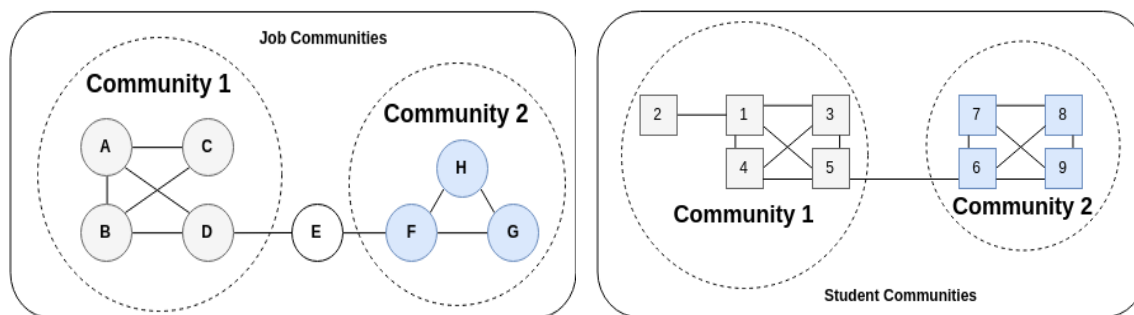 Job Communities
Community 1
Community 2
A
C
H
B
D
E
F
G
2
1
3
7
8
4
5
6
9
Community 1
Community 2
Student Communities